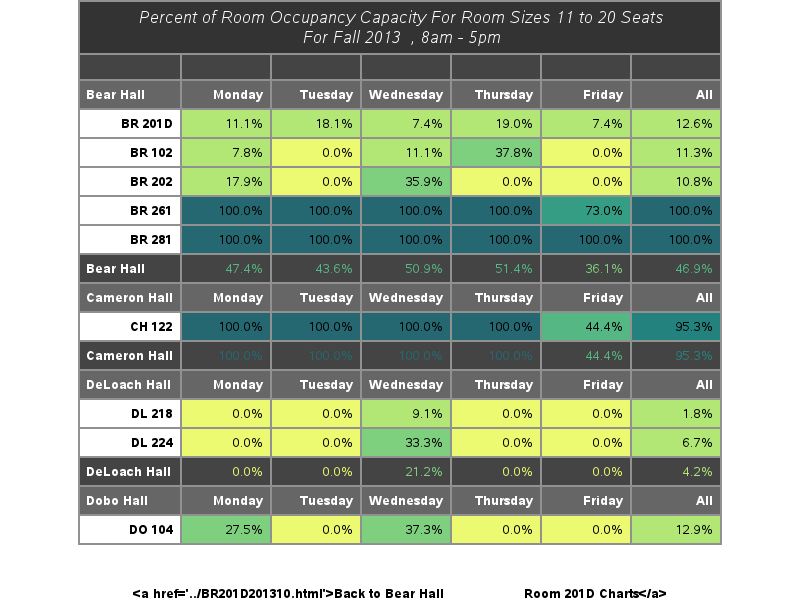 Percent of Room Occupancy Capacity For Room Sizes 11 to 20 Seats
For Fall 2013 , 8am - 5pm
Bear Hall Monday Tuesday Wednesday Thursday Friday All
BR 201D 11.1% 18.1% 7.4% 19.0% 7.4% 12.6%
BR 102 7.8% 0.0% 11.1% 37.8% 0.0% 11.3%
BR 202 17.9% 0.0% 35.9% 0.0% 0.0% 10.8%
BR 261 100.0% 100.0% 100.0% 100.0% 73.0% 100.0%
BR 281 100.0% 100.0% 100.0% 100.0% 100.0% 100.0%
Bear Hall 47.4% 43.6% 50.9% 51.4% 36.1% 46.9%
Cameron Hall Monday Tuesday Wednesday Thursday Friday All
CH 122 100.0% 100.0% 100.0% 100.0% 44.4% 95.3%
Cameron Hall 100.0% 100.0% 100.0% 100.0% 44.4% 95.3%
DeLoach Hall Monday Tuesday Wednesday Thursday Friday All
DL 218 0.0% 0.0% 9.1% 0.0% 0.0% 1.8%
DL 224 0.0% 0.0% 33.3% 0.0% 0.0% 6.7%
DeLoach Hall 0.0% 0.0% 21.2% 0.0% 0.0% 4.2%
Dobo Hall Monday Tuesday Wednesday Thursday Friday All
DO 104 27.5% 0.0% 37.3% 0.0% 0.0% 12.9%
<a href='../BR201D201310.html'>Back to Bear Hall Room 201D Charts</a>